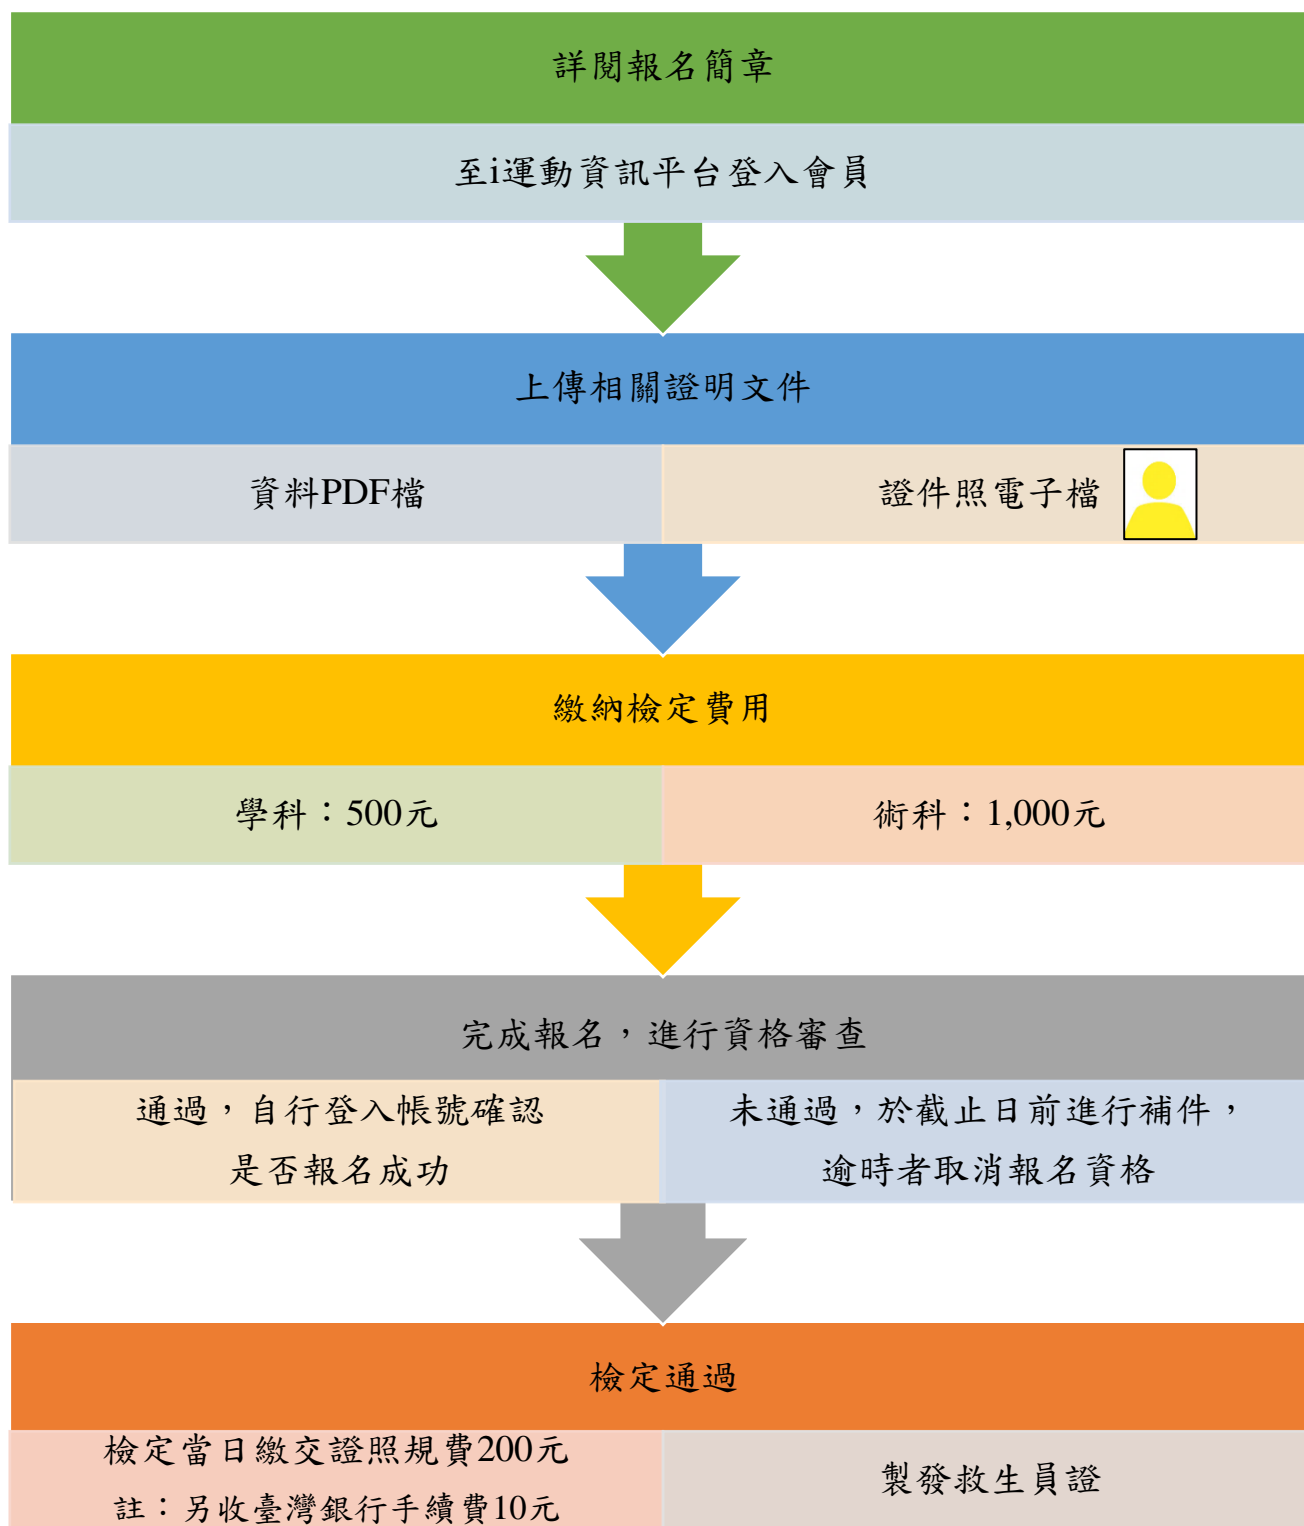 詳閱報名簡章
至i運動資訊平台登入會員
上傳相關證明文件
資料PDF檔
證件照電子檔
繳納檢定費用
學科：500元
術科：1,000元
完成報名，進行資格審查
通過，自行登入帳號確認
是否報名成功
未通過，於截止日前進行補件，
逾時者取消報名資格
檢定通過
檢定當日繳交證照規費200元
註：另收臺灣銀行手續費10元
製發救生員證